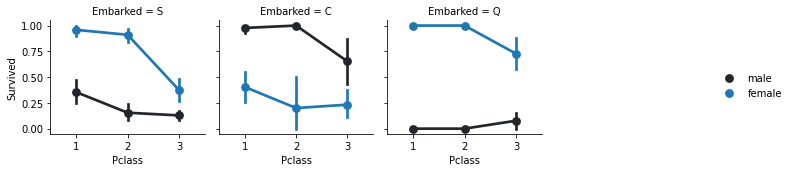 Embarked = S Embarked = C Embarked = Q
Survived
1.00
0.75
0.50
0.25
0.00
1 2 3 1 2 3 1 2 3
Pclass Pclass Pclass
male
female